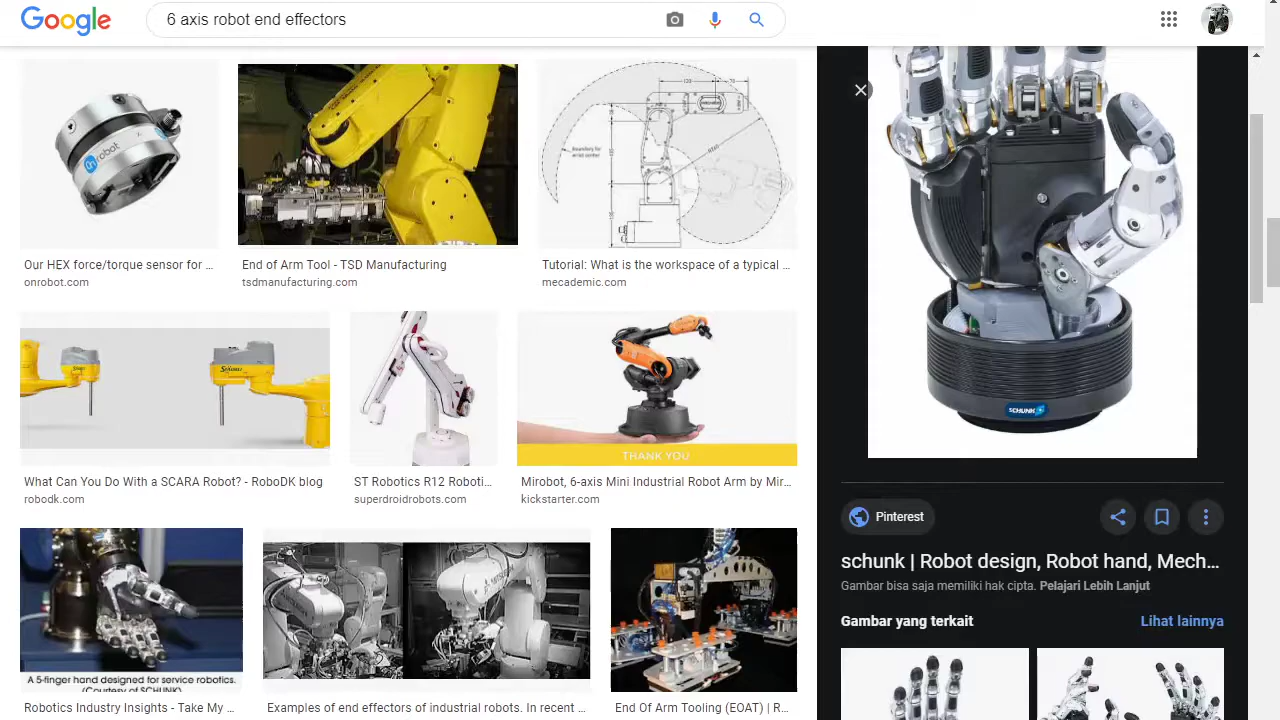 Google
6 axis robot end effectors
OnRobot
Our HEX force/torque sensor for ...
onrobot.com
End of Arm Tool - TSD Manufacturing
tsdmanufacturing.com
Tutorial: What is the workspace of a typical ...
mecademic.com
What Can You Do With a SCARA Robot? - RoboDK blog
robodk.com
ST Robotics R12 Roboti...
superdroidrobots.com
THANK YOU
Mirobot, 6-axis Mini Industrial Robot Arm by Mir...
kickstarter.com
A 5-finger hand designed for service robotics.
(Courtesy of SCHUNK)
Robotics Industry Insights - Take My ...
Examples of end effectors of industrial robots. In recent ...
End Of Arm Tooling (EOAT) | R...
SCHUNK
Pinterest
schunk | Robot design, Robot hand, Mech...
Gambar bisa saja memiliki hak cipta. Pelajari Lebih Lanjut
Gambar yang terkait
Lihat lainnya